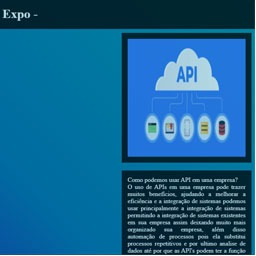 Expo -
API
Como podemos usar API em uma empresa?
O uso de APIs em uma empresa pode trazer
muitos benefícios, ajudando a melhorar a
eficiência e a integração de sistemas podemos
usar principalmente a integração de sistemas
permitindo a integração de sistemas existentes
em sua empresa assim deixando muito mais
organizado sua empresa, além disso
automação de processos pois ela substitui
processos repetitivos e por ultimo analise de
dados até por que as APIs podem ter a função